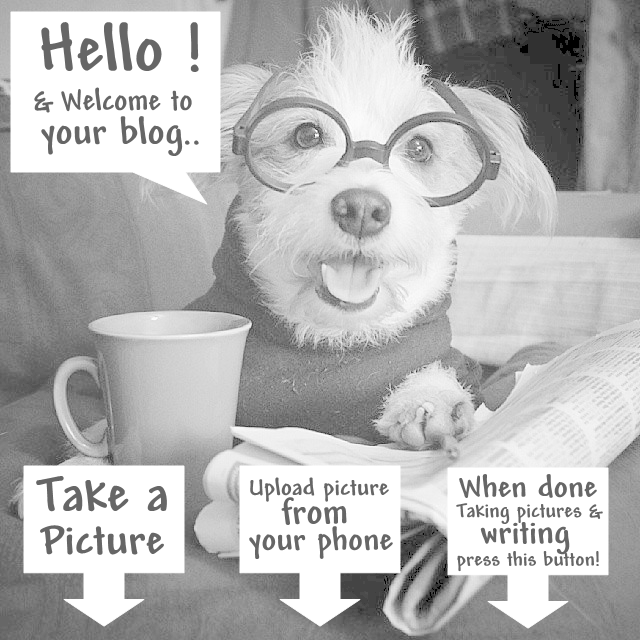 Hello !
& Welcome to
your blog..
Take a
Picture
Upload picture
from
your phone
When done
Taking pictures &
writing
press this button!